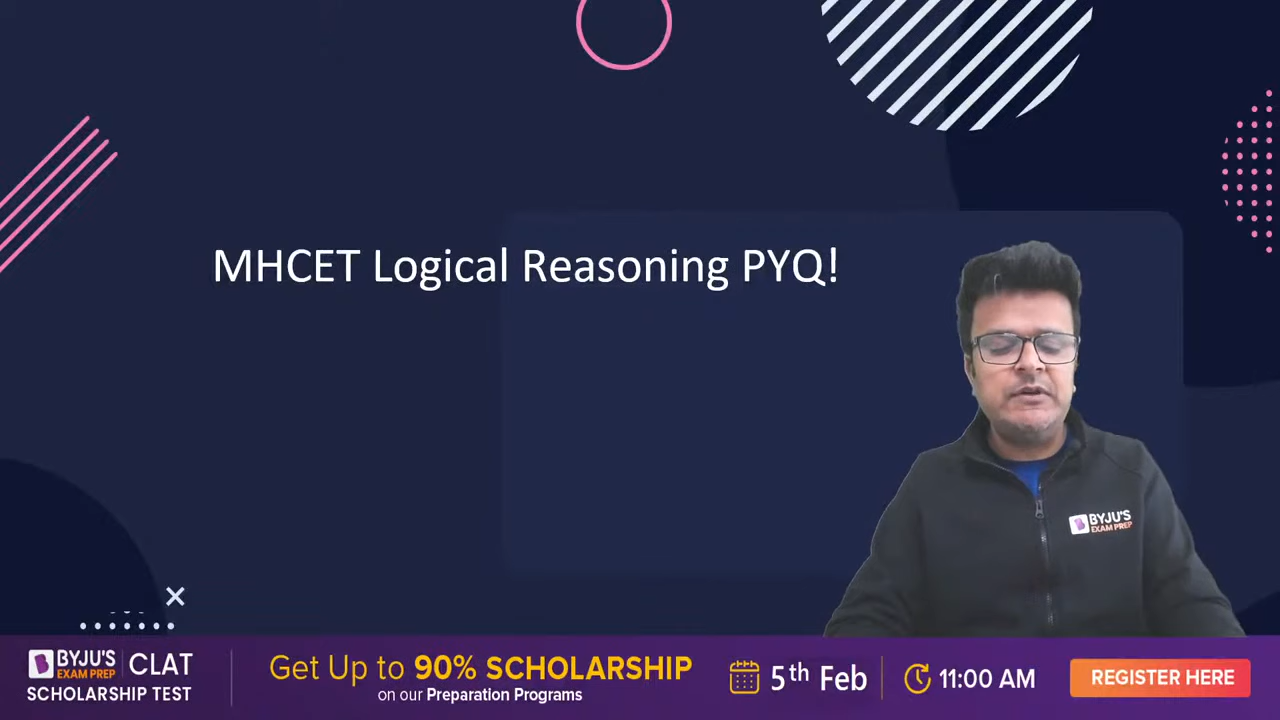 MHCET Logical Reasoning PYQ!
BYJU'S
EXAM PREP
BYJU'S
EXAM PREP
CLAT
SCHOLARSHIP TEST
Get Up to 90% SCHOLARSHIP
on our Preparation Programs
5th Feb
11:00 AM
REGISTER HERE